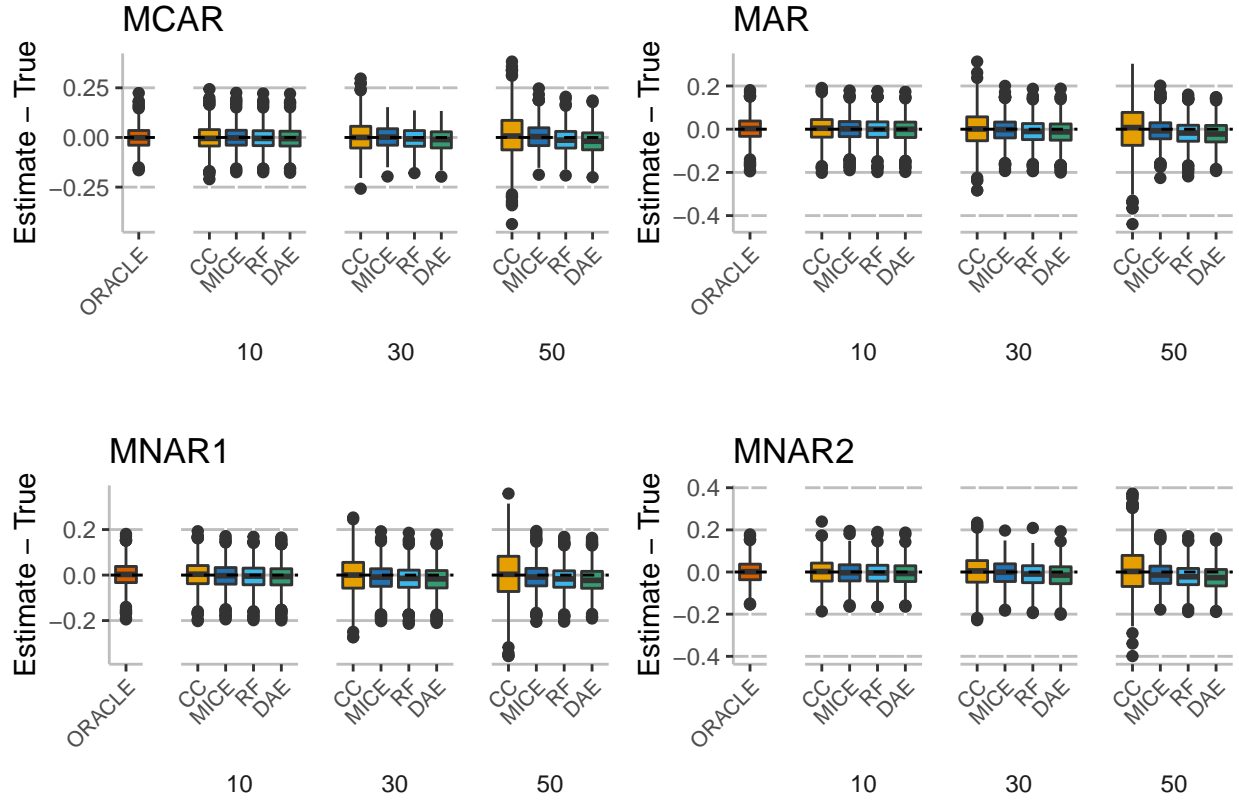 MCAR
Estimate – True
0.25
0.00
−0.25
ORACLE
CC
MICE
RF
DAE
CC
MICE
RF
DAE
CC
MICE
RF
DAE
10
30
50
MAR
Estimate – True
0.2
0.0
−0.2
−0.4
ORACLE
CC
MICE
RF
DAE
CC
MICE
RF
DAE
CC
MICE
RF
DAE
10
30
50
MNAR1
Estimate – True
0.2
0.0
−0.2
ORACLE
CC
MICE
RF
DAE
CC
MICE
RF
DAE
CC
MICE
RF
DAE
10
30
50
MNAR2
Estimate – True
0.4
0.2
0.0
−0.2
−0.4
ORACLE
CC
MICE
RF
DAE
CC
MICE
RF
DAE
CC
MICE
RF
DAE
10
30
50